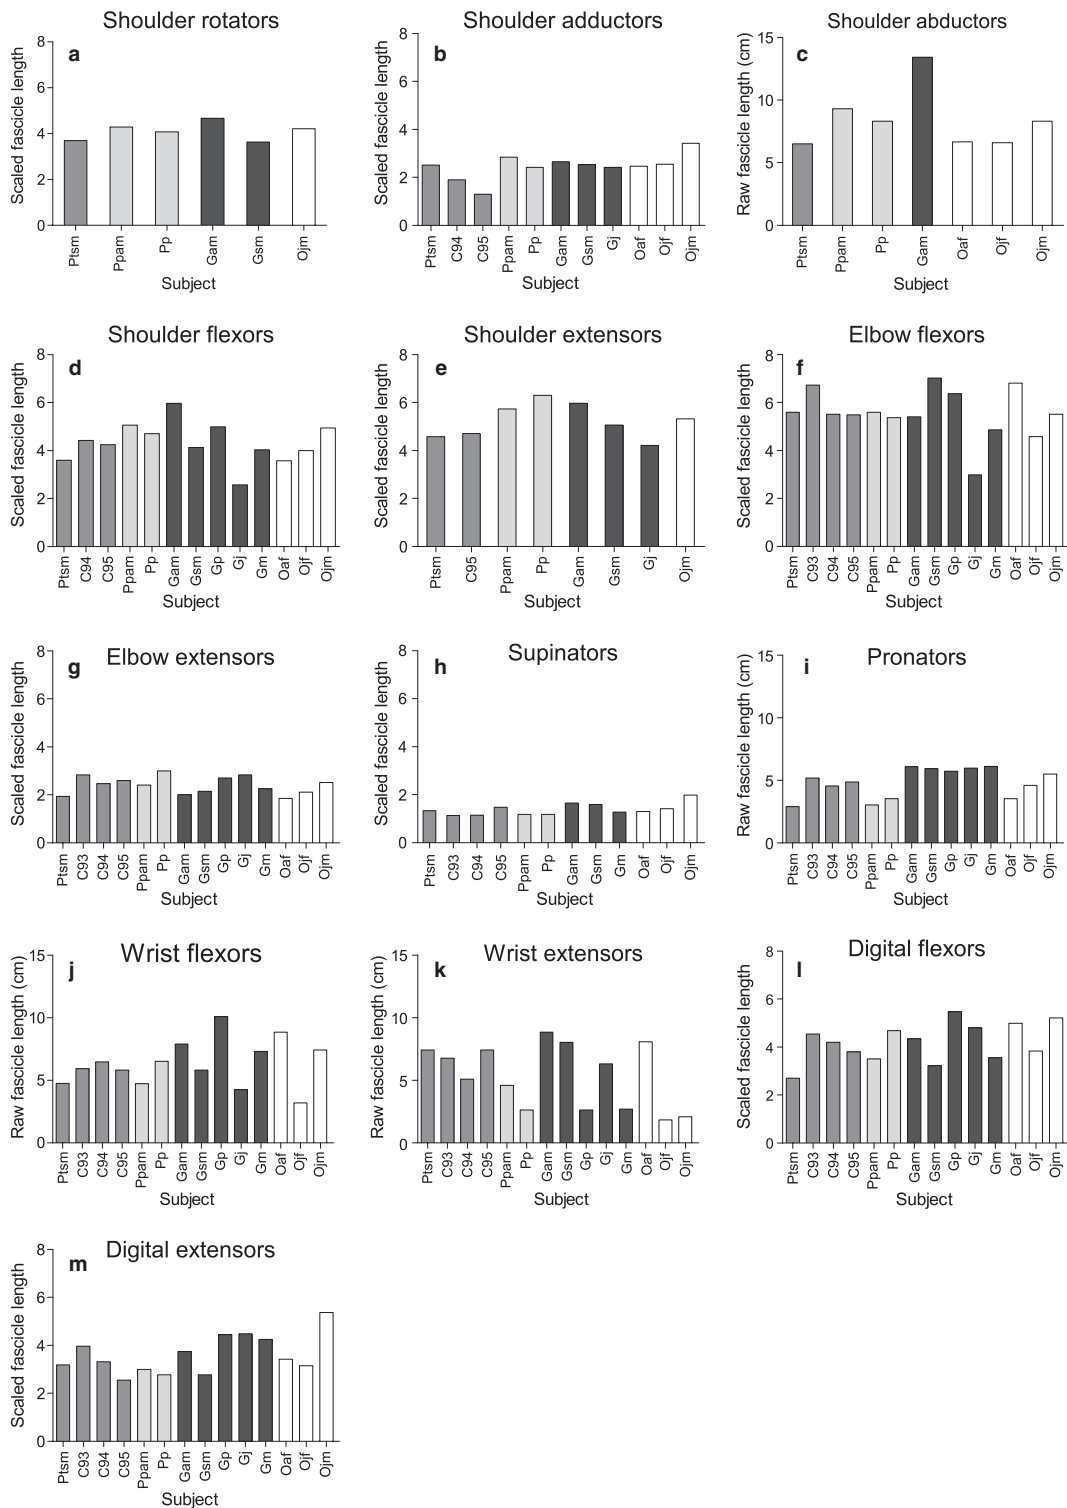 Shoulder rotators
a
Scaled fascicle length
8
6
4
2
0
Ptsm
Ppam
Pp
Gam
Gsm
Ojm
Subject
Shoulder adductors
b
Scaled fascicle length
8
6
4
2
0
Ptsm
C94
C95
Ppam
Pp
Gam
Gsm
Gj
Oaf
Ojf
Ojm
Subject
Shoulder abductors
c
Raw fascicle length (cm)
15
10
5
0
Ptsm
Ppam
Pp
Gam
Oaf
Ojf
Ojm
Subject
Shoulder flexors
d
Scaled fascicle length
8
6
4
2
0
Ptsm
C94
C95
Ppam
Pp
Gam
Gsm
Gp
Gj
Gm
Oaf
Ojf
Ojm
Subject
Shoulder extensors
e
Scaled fascicle length
8
6
4
2
0
Ptsm
C95
Ppam
Pp
Gam
Gsm
Gj
Ojm
Subject
Elbow flexors
f
Scaled fascicle length
8
6
4
2
0
Ptsm
C93
C94
C95
Ppam
Pp
Gam
Gsm
Gp
Gj
Gm
Oaf
Ojf
Ojm
Subject
Elbow extensors
g
Scaled fascicle length
8
6
4
2
0
Ptsm
C93
C94
C95
Ppam
Pp
Gam
Gsm
Gp
Gj
Gm
Oaf
Ojf
Ojm
Subject
Supinators
h
Scaled fascicle length
8
6
4
2
0
Ptsm
C93
C94
C95
Ppam
Pp
Gam
Gsm
Gm
Oaf
Ojf
Ojm
Subject
Pronators
i
Raw fascicle length (cm)
15
10
5
0
Ptsm
C93
C94
C95
Ppam
Pp
Gam
Gsm
Gp
Gj
Gm
Oaf
Ojf
Ojm
Subject
Wrist flexors
j
Raw fascicle length (cm)
15
10
5
0
Ptsm
C93
C94
C95
Ppam
Pp
Gam
Gsm
Gp
Gj
Gm
Oaf
Ojf
Ojm
Subject
Wrist extensors
k
Raw fascicle length (cm)
15
10
5
0
Ptsm
C93
C94
C95
Ppam
Pp
Gam
Gsm
Gp
Gj
Gm
Oaf
Ojf
Ojm
Subject
Digital flexors
l
Scaled fascicle length
8
6
4
2
0
Ptsm
C93
C94
C95
Ppam
Pp
Gam
Gsm
Gp
Gj
Gm
Oaf
Ojf
Ojm
Subject
Digital extensors
m
Scaled fascicle length
8
6
4
2
0
Ptsm
C93
C94
C95
Ppam
Pp
Gam
Gsm
Gp
Gj
Gm
Oaf
Ojf
Ojm
Subject